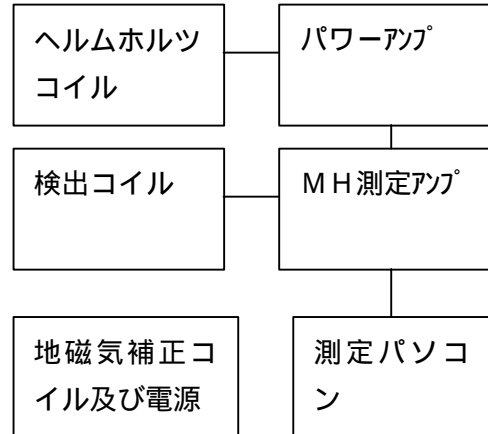 ヘルムホルツ
コイル
パワーアンプ
検出コイル
ＭＨ測定アンプ
地磁気補正コ
イル及び電源
測定パソコ
ン